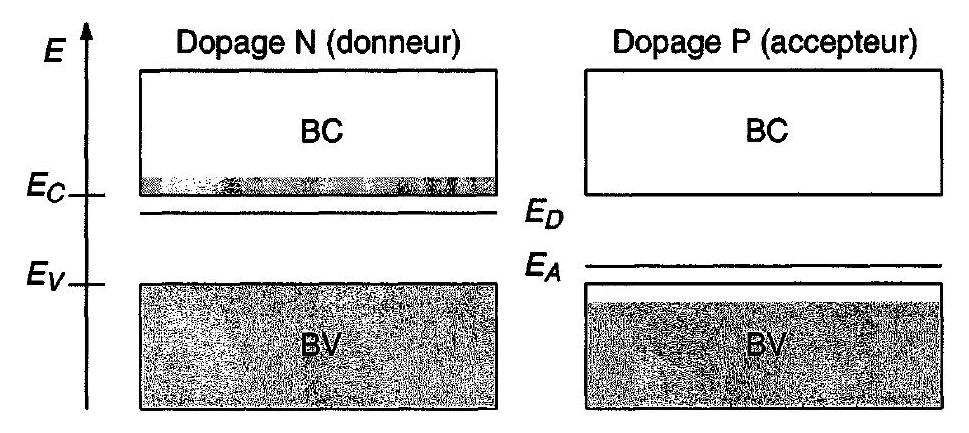 Dopage N (donneur)
Dopage P (accepteur)
E
BC
BC
E_C
E_D
E_V
E_A
BV
BV